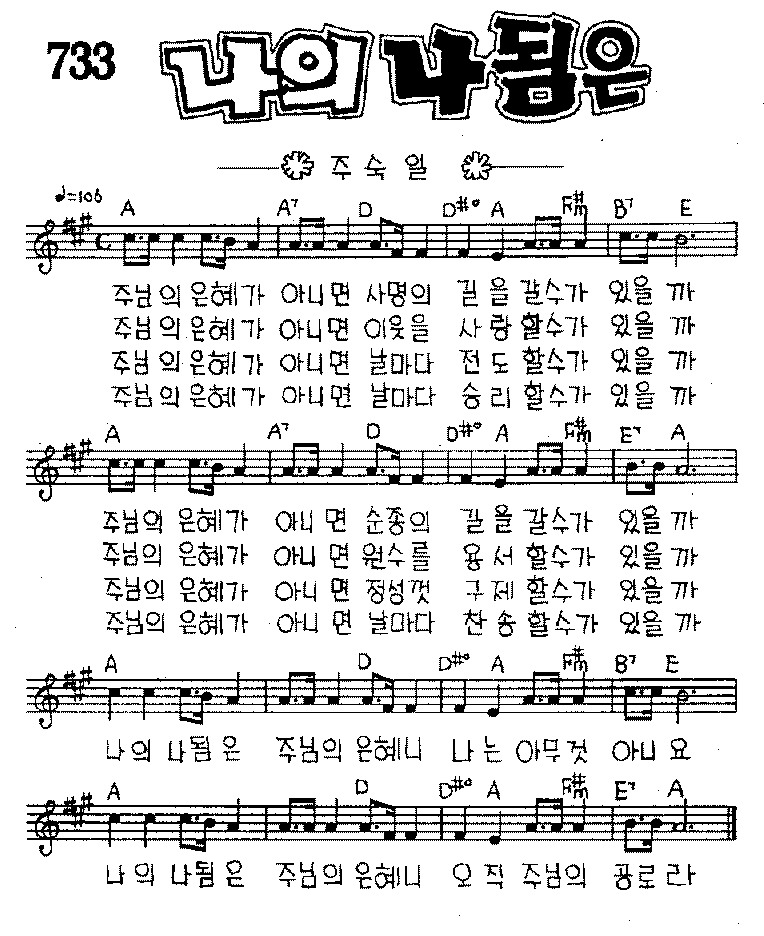 733 나의 나됨은
주숙일
♩=106
A A7 D D#° A F#m B7 E
주님의 은혜가 아니면 사명의 길을 갈수가 있을까
주님의 은혜가 아니면 이웃을 사랑할수가 있을까
주님의 은혜가 아니면 날마다 전도할수가 있을까
주님의 은혜가 아니면 날마다 승리할수가 있을까
A A7 D D#° A F#m E7 A
주님의 은혜가 아니면 순종의 길을 갈수가 있을까
주님의 은혜가 아니면 원수를 용서할수가 있을까
주님의 은혜가 아니면 정성껏 구제할수가 있을까
주님의 은혜가 아니면 날마다 찬송할수가 있을까
A D D#° A F#m B7 E
나의 나됨은 주님의 은혜니 나는 아무것 아니요
A D D#° A F#m E7 A
나의 나됨은 주님의 은혜니 오직 주님의 공로라